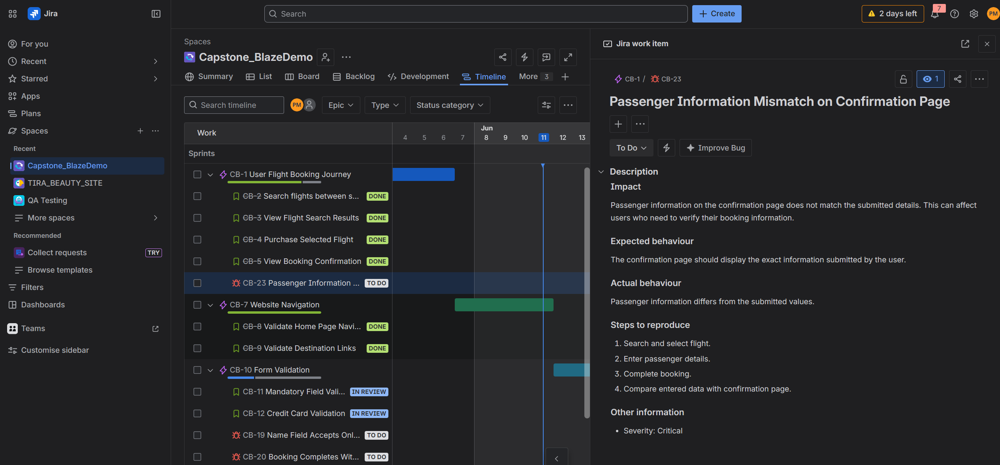 Jira
Search
Create
2 days left
7
PM
For you
Recent
Starred
Apps
Plans
Spaces
Recent
Capstone_BlazeDemo
TIRA_BEAUTY_SITE
QA Testing
More spaces
Recommended
Collect requests
TRY
Browse templates
Filters
Dashboards
Teams
Customise sidebar
Spaces
Capstone_BlazeDemo
Summary List Board Backlog Development Timeline More 3
Search timeline
PM
Epic Type Status category
Work
Jun
4 5 6 7 8 9 10 11 12 13
Sprints
CB-1 User Flight Booking Journey
CB-2 Search flights between s... DONE
CB-3 View Flight Search Results DONE
CB-4 Purchase Selected Flight DONE
CB-5 View Booking Confirmation DONE
CB-23 Passenger Information ... TO DO
CB-7 Website Navigation
CB-8 Validate Home Page Navi... DONE
CB-9 Validate Destination Links DONE
CB-10 Form Validation
CB-11 Mandatory Field Vali... IN REVIEW
CB-12 Credit Card Validation IN REVIEW
CB-19 Name Field Accepts Onl... TO DO
CB-20 Booking Completes Wit... TO DO
Jira work item
CB-1 / CB-23
1
Passenger Information Mismatch on Confirmation Page
To Do
Improve Bug
Description
Impact
Passenger information on the confirmation page does not match the submitted details. This can affect
users who need to verify their booking information.
Expected behaviour
The confirmation page should display the exact information submitted by the user.
Actual behaviour
Passenger information differs from the submitted values.
Steps to reproduce
1. Search and select flight.
2. Enter passenger details.
3. Complete booking.
4. Compare entered data with confirmation page.
Other information
• Severity: Critical